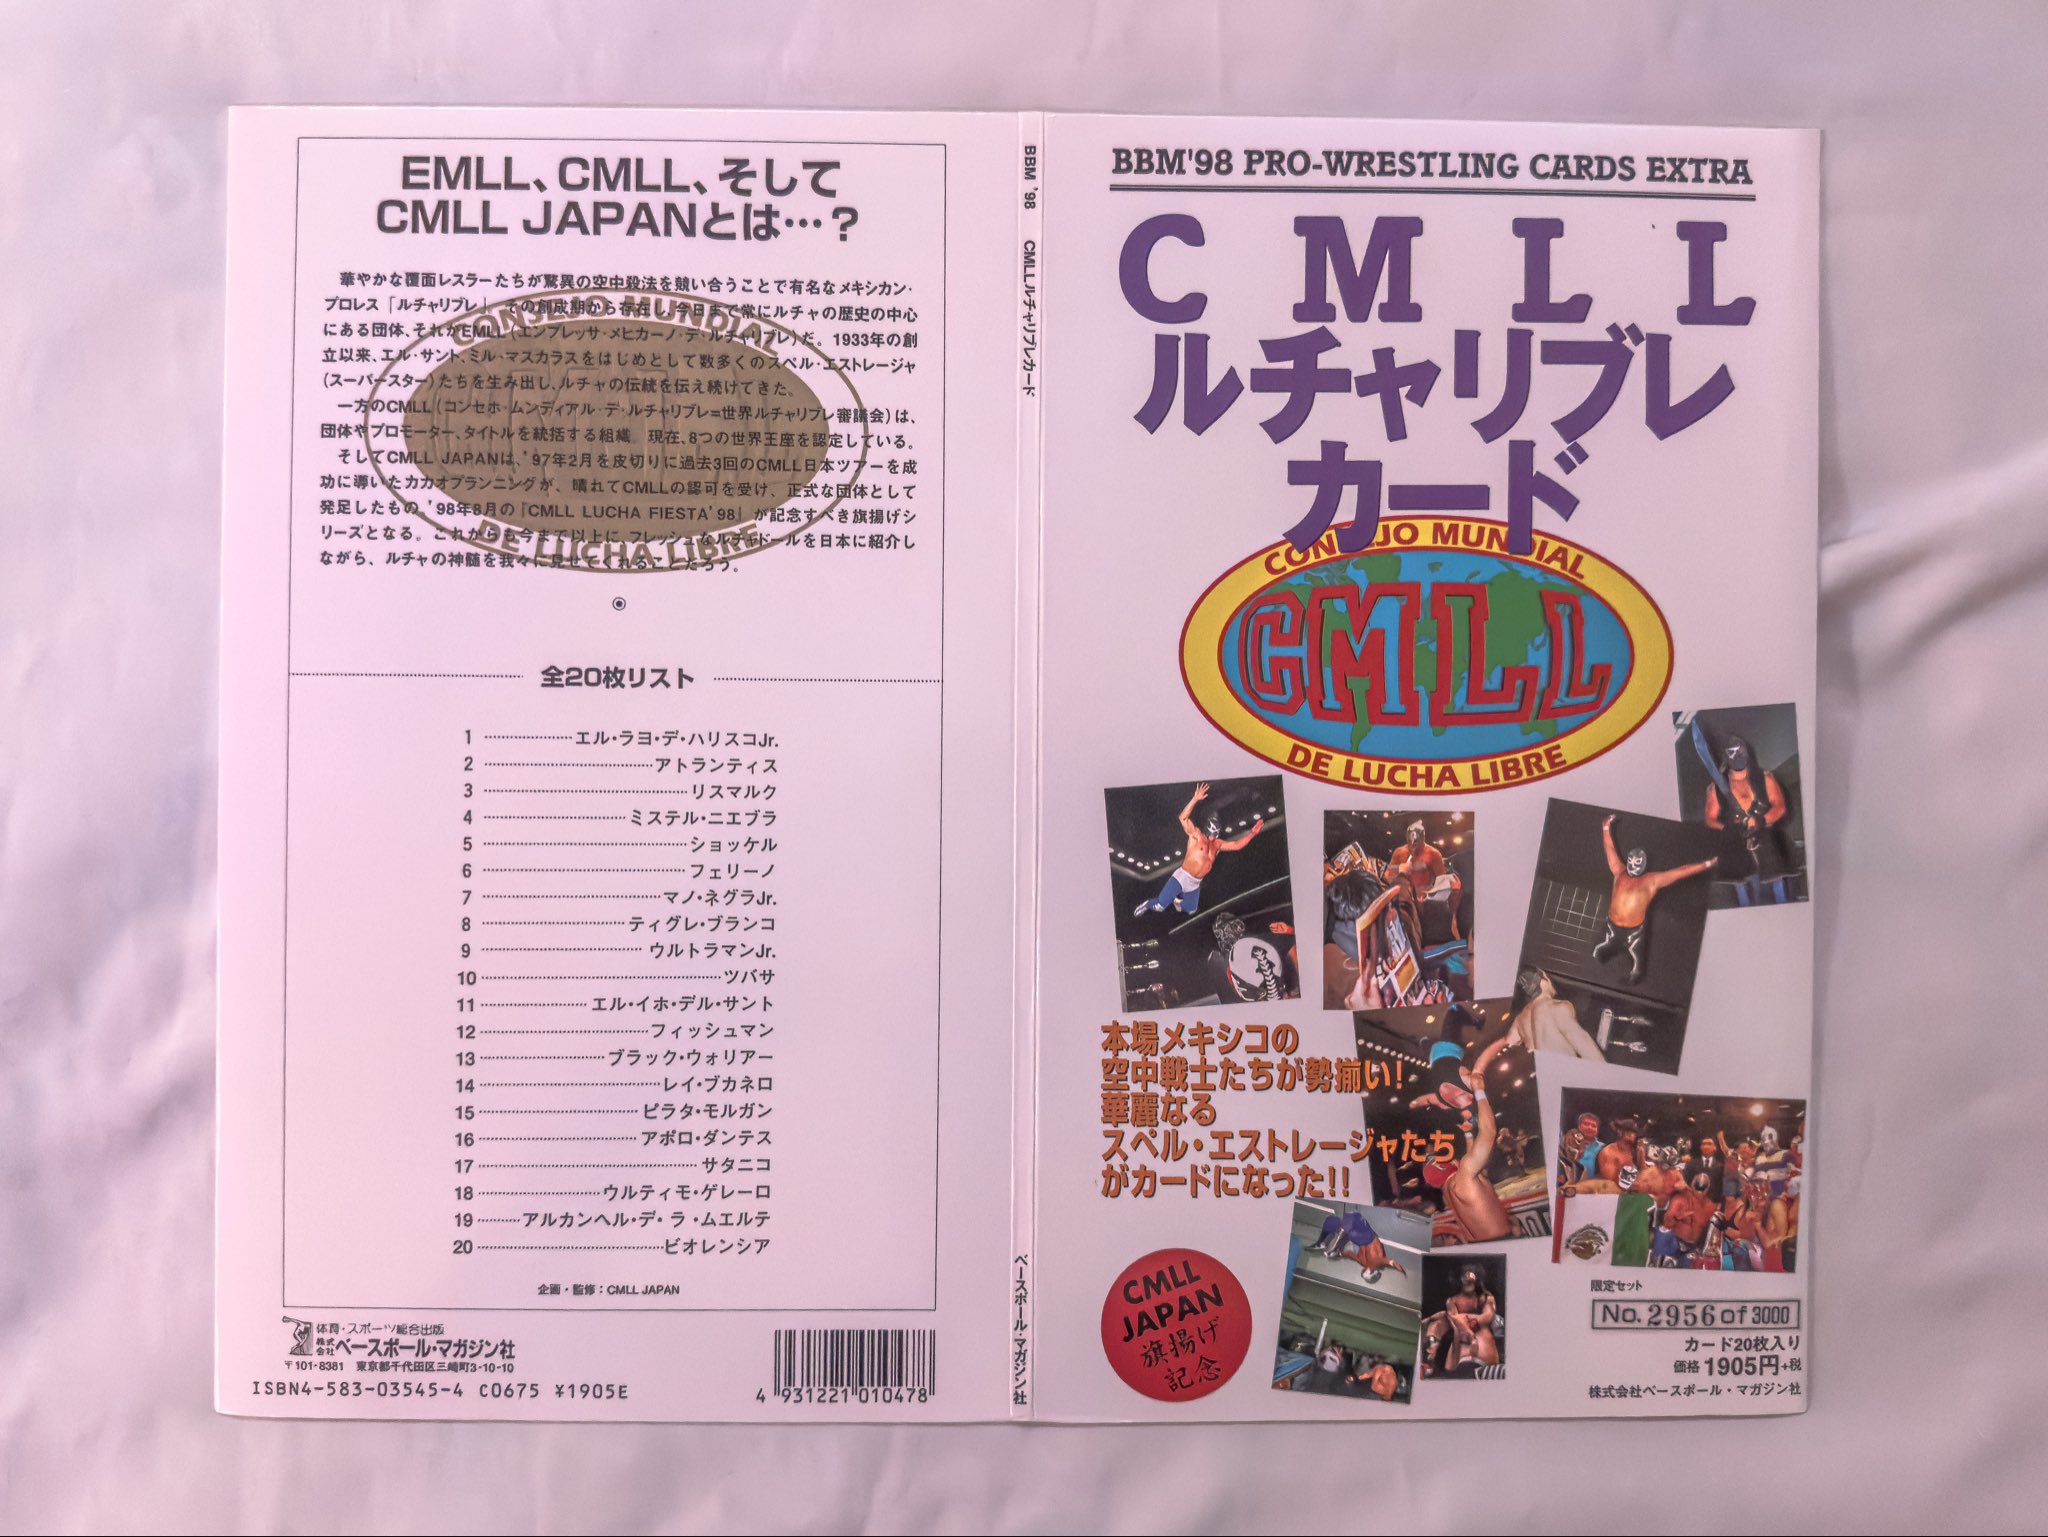 EMLL、CMLL、そして
CMLL JAPANとは…?
華やかな覆面レスラーたちが驚異の空中殺法を競い合うことで有名なメキシカン・
プロレス「ルチャリブレ」。その創成期から存在し、今日まで常にルチャの歴史の中心
にある団体、それがEMLL(エンプレッサ・メヒカーノ・デ・ルチャリブレ)だ。1933年の創
立以来、エル・サント、ミル・マスカラスをはじめとして数多くのスペル・エストレージャ
(スーパースター)たちを生み出し、ルチャの伝統を伝え続けてきた。
一方のCMLL(コンセホ・ムンディアル・デ・ルチャリブレ=世界ルチャリブレ審議会)は、
団体やプロモーター、タイトルを統括する組織。現在、8つの世界王座を認定している。
そしてCMLL JAPANは、'97年2月を皮切りに過去3回のCMLL日本ツアーを成
功に導いたカカオプランニングが、晴れてCMLLの認可を受け、正式な団体として
発足したもの。'98年8月の『CMLL LUCHA FIESTA'98』が記念すべき旗揚げシ
リーズとなる。これからも今まで以上に、フレッシュなルチャドールを日本に紹介し
ながら、ルチャの神髄を我々に見せてくれることだろう。
CONSEJO MUNDIAL
DE LUCHA LIBRE
全20枚リスト
1 エル・ラヨ・デ・ハリスコJr.
2 アトランティス
3 リスマルク
4 ミステル・ニエブラ
5 ショッケル
6 フェリーノ
7 マノ・ネグラJr.
8 ティグレ・ブランコ
9 ウルトラマンJr.
10 ツバサ
11 エル・イホ・デル・サント
12 フィッシュマン
13 ブラック・ウォリアー
14 レイ・ブカネロ
15 ピラタ・モルガン
16 アポロ・ダンテス
17 サタニコ
18 ウルティモ・ゲレーロ
19 アルカンヘル・デ・ラ・ムエルテ
20 ビオレンシア
企画・監修:CMLL JAPAN
体育・スポーツ総合出版
株式会社ベースボール・マガジン社
〒101-8381 東京都千代田区三崎町3-10-10
ISBN4-583-03545-4 C0675 ¥1905E
4 931221 010478
BBM '98 CMLLルチャリブレカード
ベースボール・マガジン社
BBM'98 PRO-WRESTLING CARDS EXTRA
CMLL
ルチャリブレ
カード
CONSEJO MUNDIAL
CMLL
DE LUCHA LIBRE
本場メキシコの
空中戦士たちが勢揃い!
華麗なる
スペル・エストレージャたち
がカードになった!!
CMLL
JAPAN
旗揚げ
記念
限定セット
No.2956 of 3000
カード20枚入り
価格1905円+税
株式会社ベースボール・マガジン社